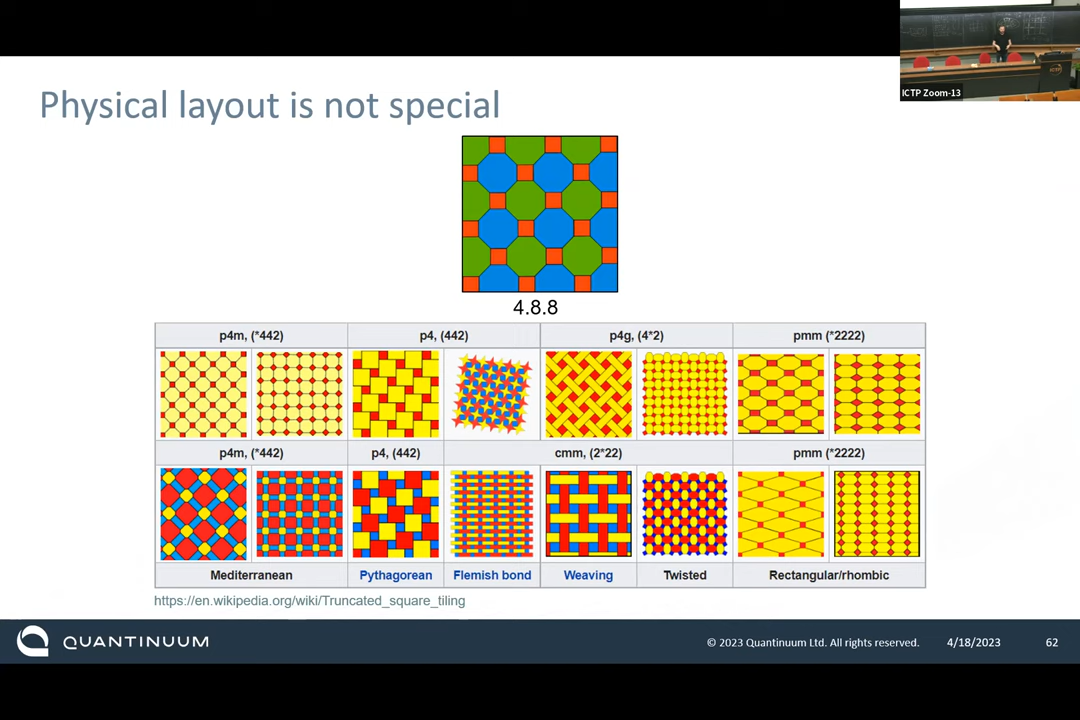 ICTP Zoom-13
Physical layout is not special
4.8.8
p4m, (*442) p4, (442) p4g, (4*2) pmm (*2222)
p4m, (*442) p4, (442) cmm, (2*22) pmm (*2222)
Mediterranean Pythagorean Flemish bond Weaving Twisted Rectangular/rhombic
https://en.wikipedia.org/wiki/Truncated_square_tiling
QUANTINUUM © 2023 Quantinuum Ltd. All rights reserved. 4/18/2023 62